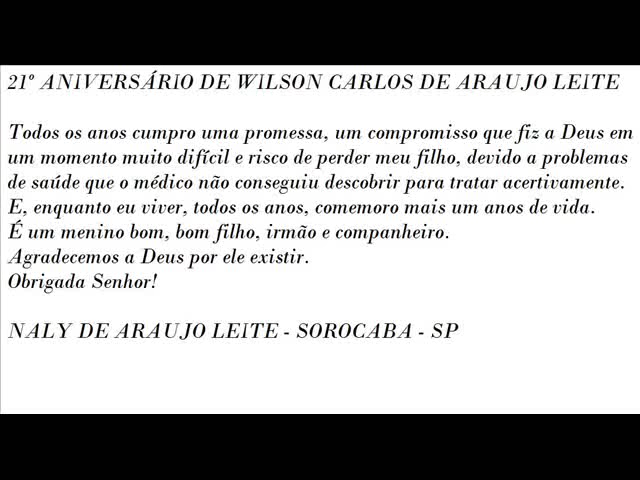 21º ANIVERSÁRIO DE WILSON CARLOS DE ARAUJO LEITE
Todos os anos cumpro uma promessa, um compromisso que fiz a Deus em
um momento muito difícil e risco de perder meu filho, devido a problemas
de saúde que o médico não conseguiu descobrir para tratar acertivamente.
E, enquanto eu viver, todos os anos, comemoro mais um anos de vida.
É um menino bom, bom filho, irmão e companheiro.
Agradecemos a Deus por ele existir.
Obrigada Senhor!
NALY DE ARAUJO LEITE - SOROCABA - SP